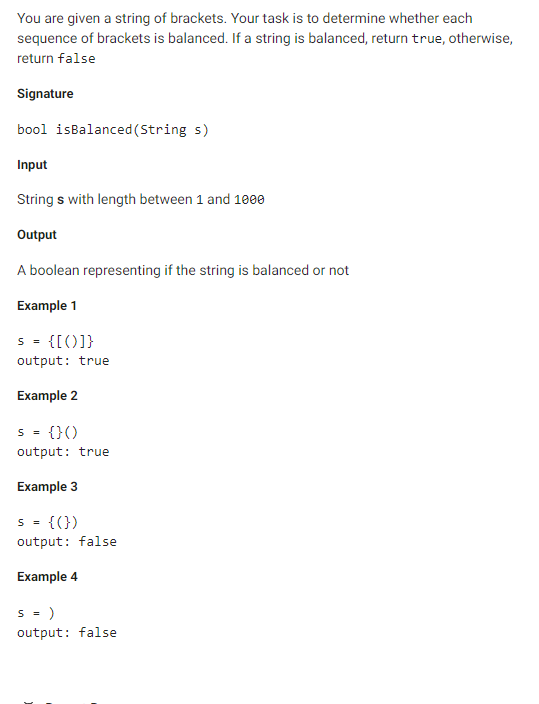 You are given a string of brackets. Your task is to determine whether each
sequence of brackets is balanced. If a string is balanced, return true, otherwise,
return false
Signature
bool isBalanced(String s)
Input
String s with length between 1 and 1000
Output
A boolean representing if the string is balanced or not
Example 1
s = {[()]}
output: true
Example 2
s = {}()
output: true
Example 3
s = {(})
output: false
Example 4
s = )
output: false